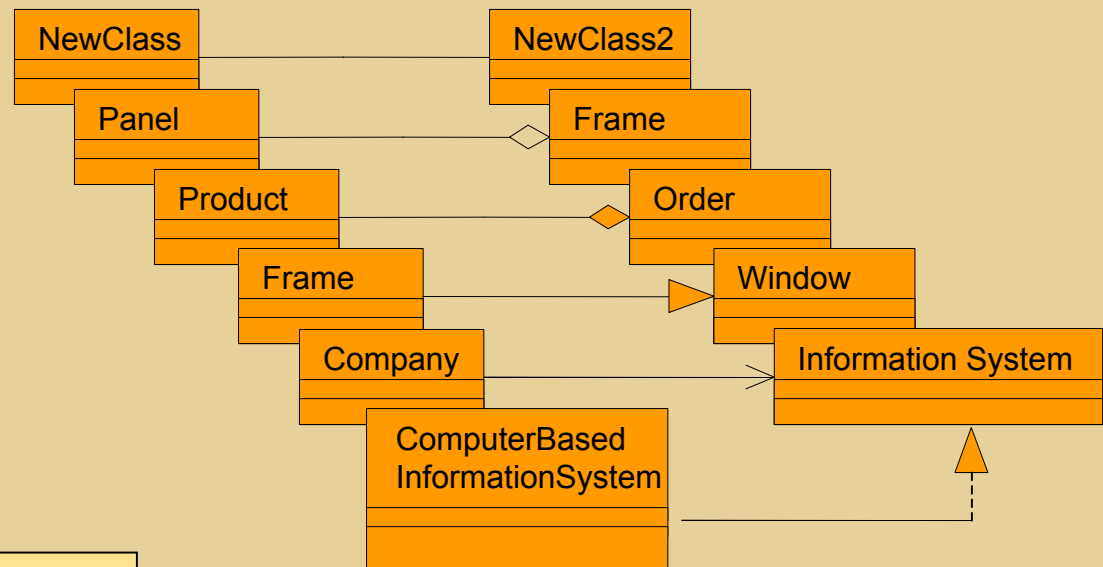 NewClass
NewClass2
Panel
Frame
Product
Order
Frame
Window
Company
Information System
ComputerBased
InformationSystem